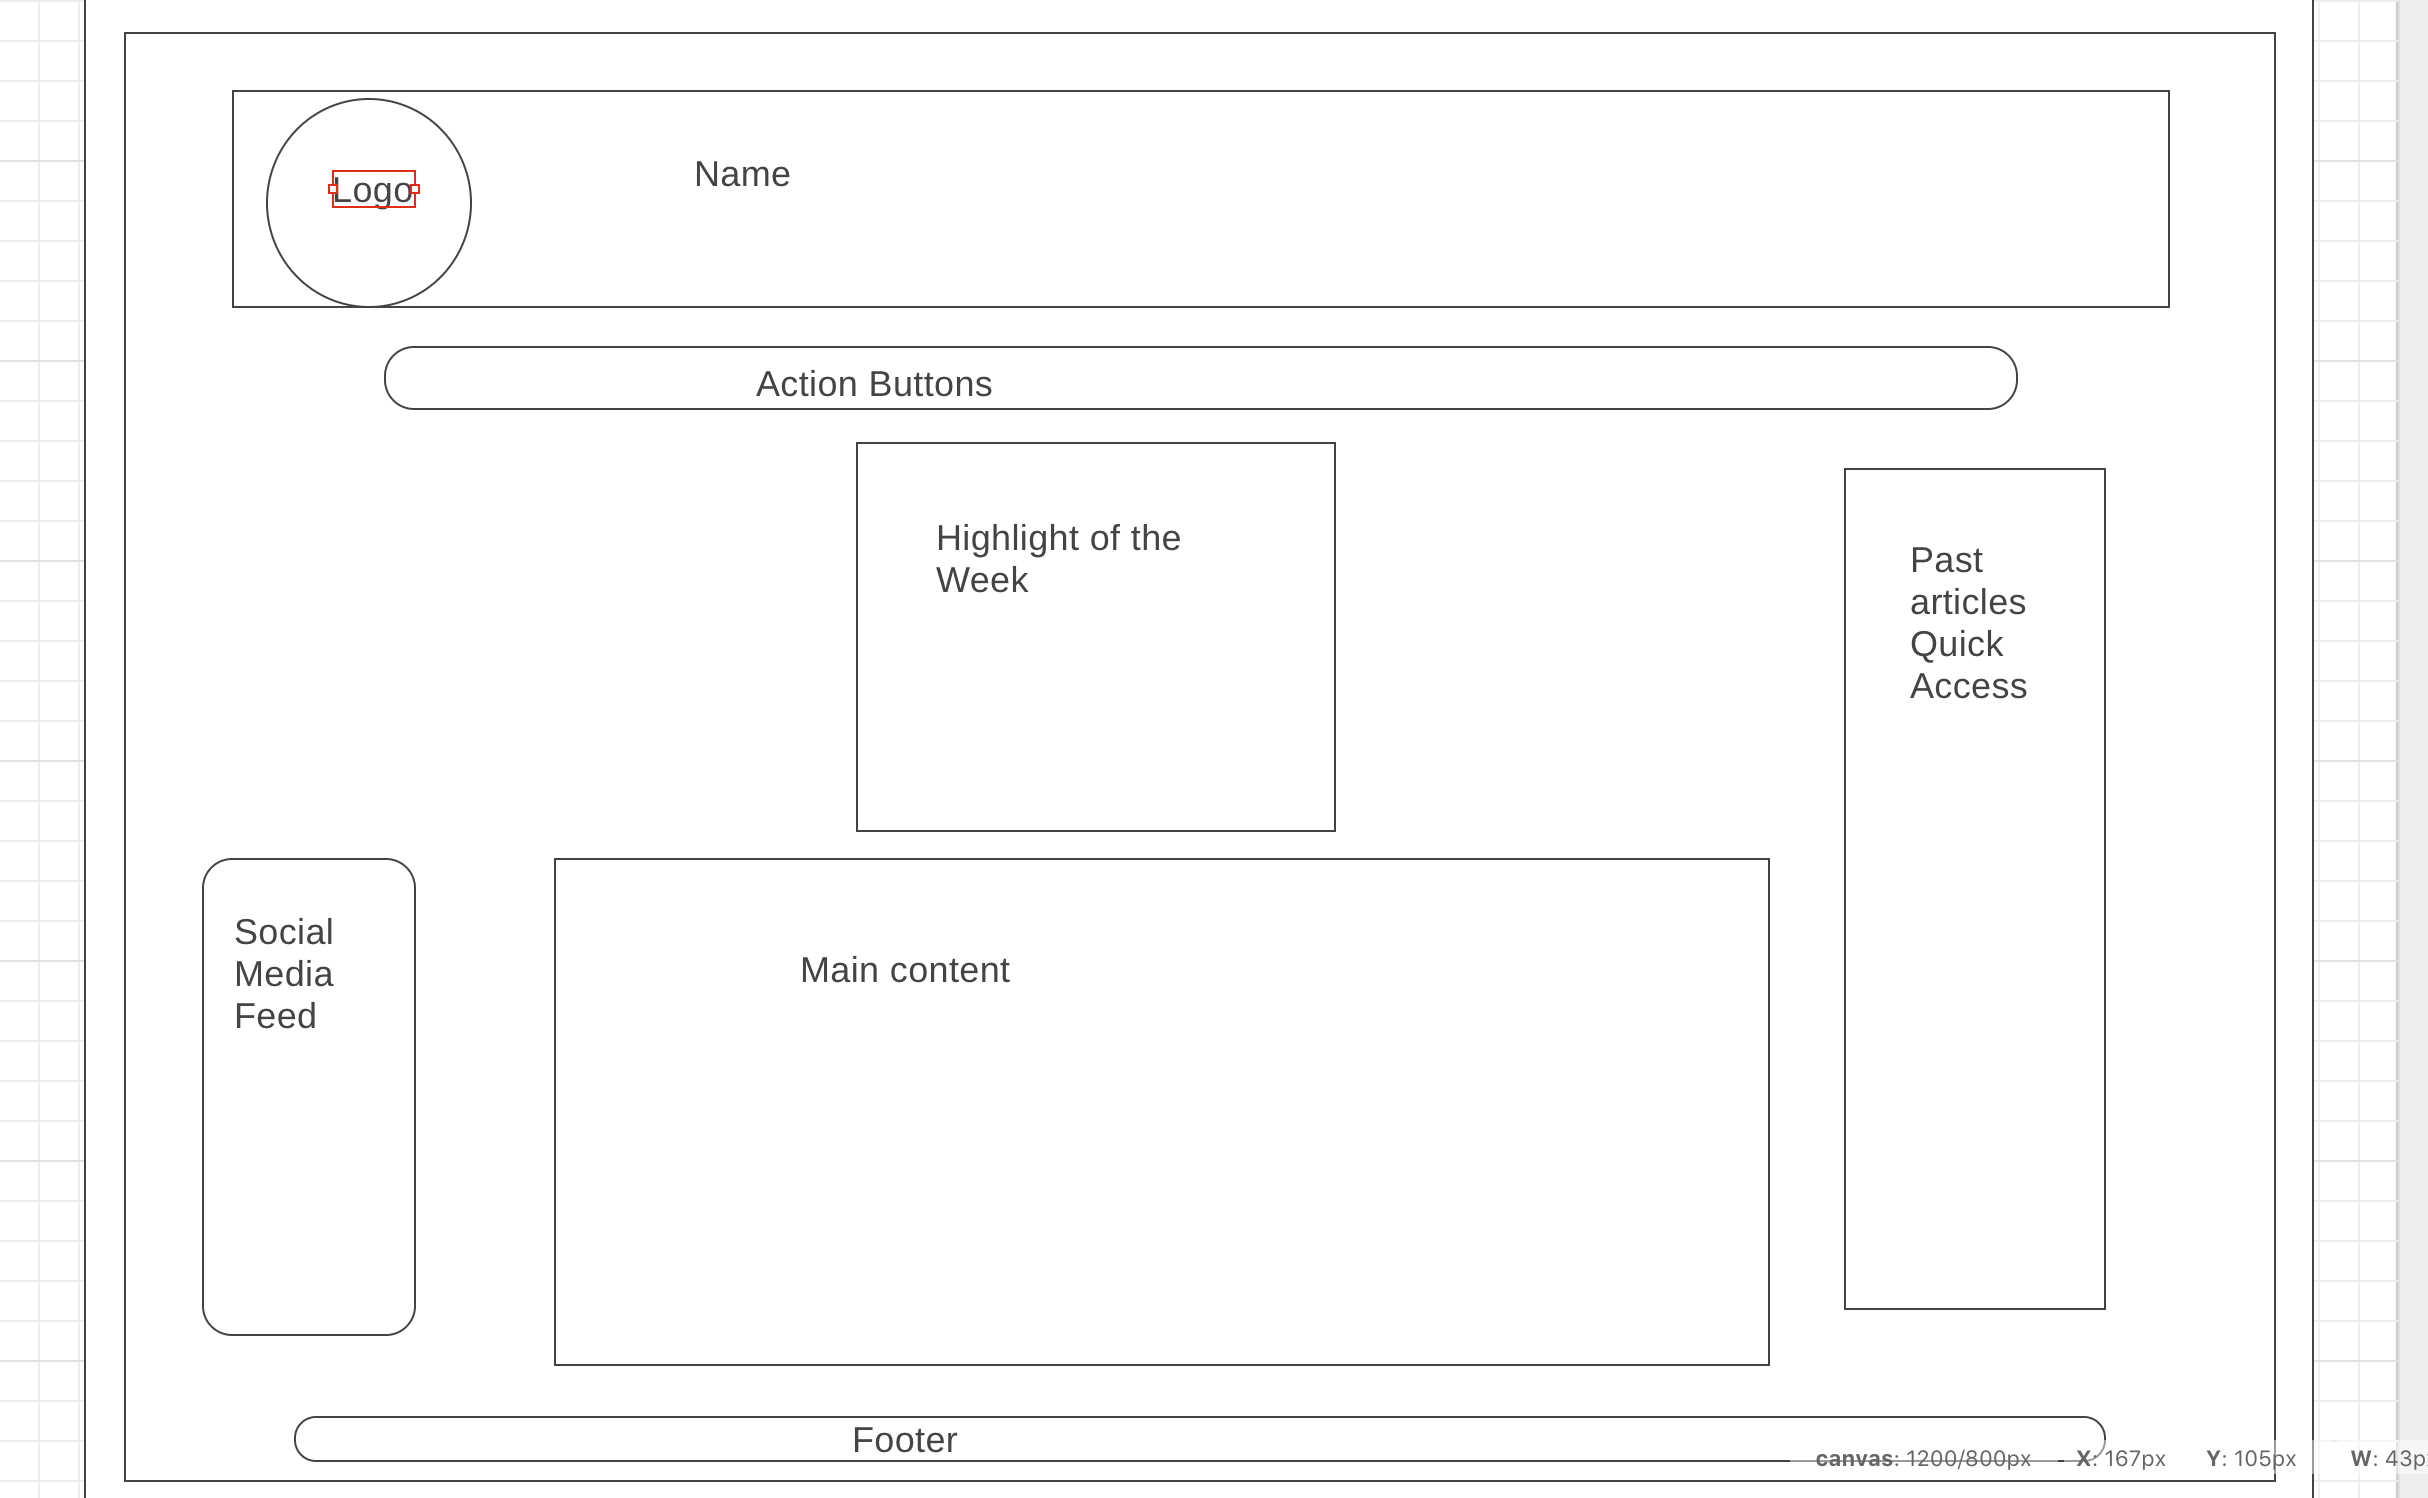 Logo
Name
Action Buttons
Highlight of the
Week
Past
articles
Quick
Access
Social
Media
Feed
Main content
Footer
canvas: 1200/800px - X: 167px Y: 105px W: 43p